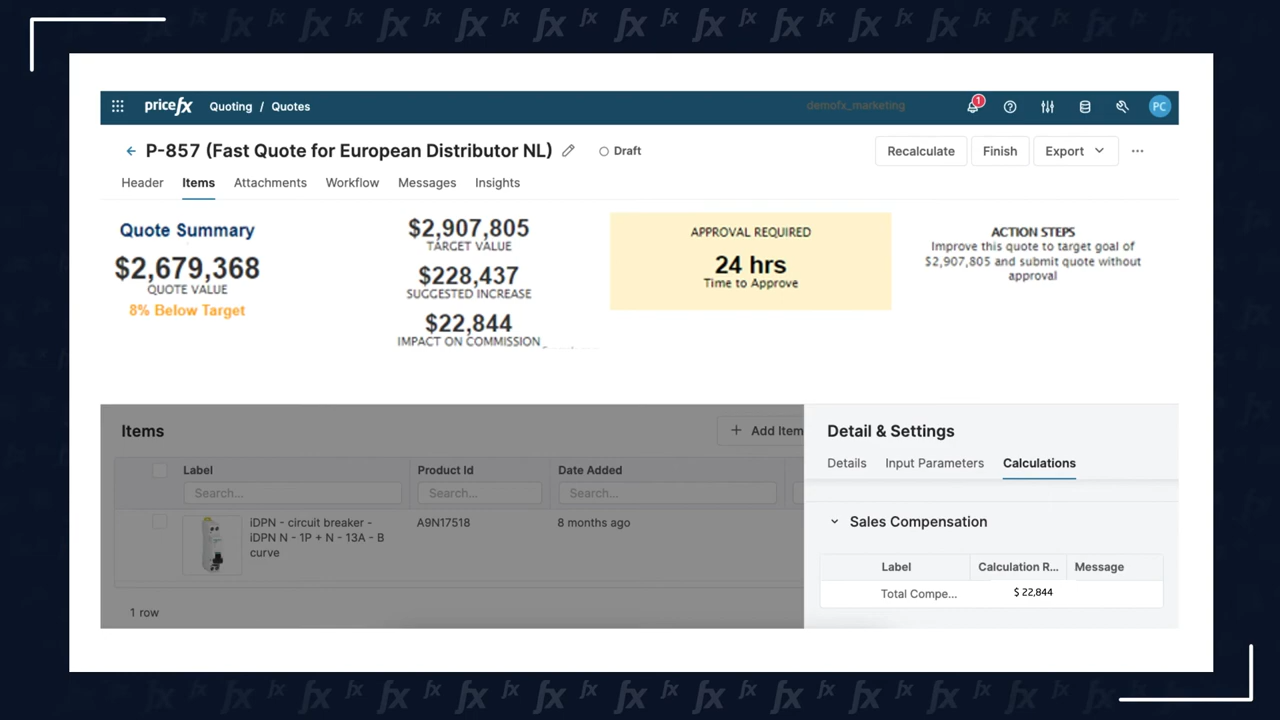 pricefx Quoting / Quotes demofx_marketing 1 PC
P-857 (Fast Quote for European Distributor NL) Draft Recalculate Finish Export
Header Items Attachments Workflow Messages Insights
Quote Summary
$2,679,368
QUOTE VALUE
8% Below Target
$2,907,805
TARGET VALUE
$228,437
SUGGESTED INCREASE
$22,844
IMPACT ON COMMISSION
APPROVAL REQUIRED
24 hrs
Time to Approve
ACTION STEPS
Improve this quote to target goal of
$2,907,805 and submit quote without
approval
Items + Add Item
Label Product Id Date Added
Search... Search... Search...
iDPN - circuit breaker -
iDPN N - 1P + N - 13A - B
curve
A9N17518 8 months ago
1 row
Detail & Settings
Details Input Parameters Calculations
Sales Compensation
Label Calculation R... Message
Total Compe... $ 22,844